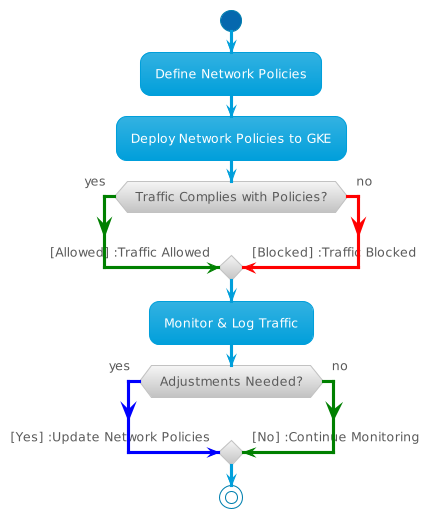 Define Network Policies
Deploy Network Policies to GKE
yes
Traffic Complies with Policies?
no
[Allowed] :Traffic Allowed
[Blocked] :Traffic Blocked
Monitor & Log Traffic
yes
Adjustments Needed?
no
[Yes] :Update Network Policies
[No] :Continue Monitoring